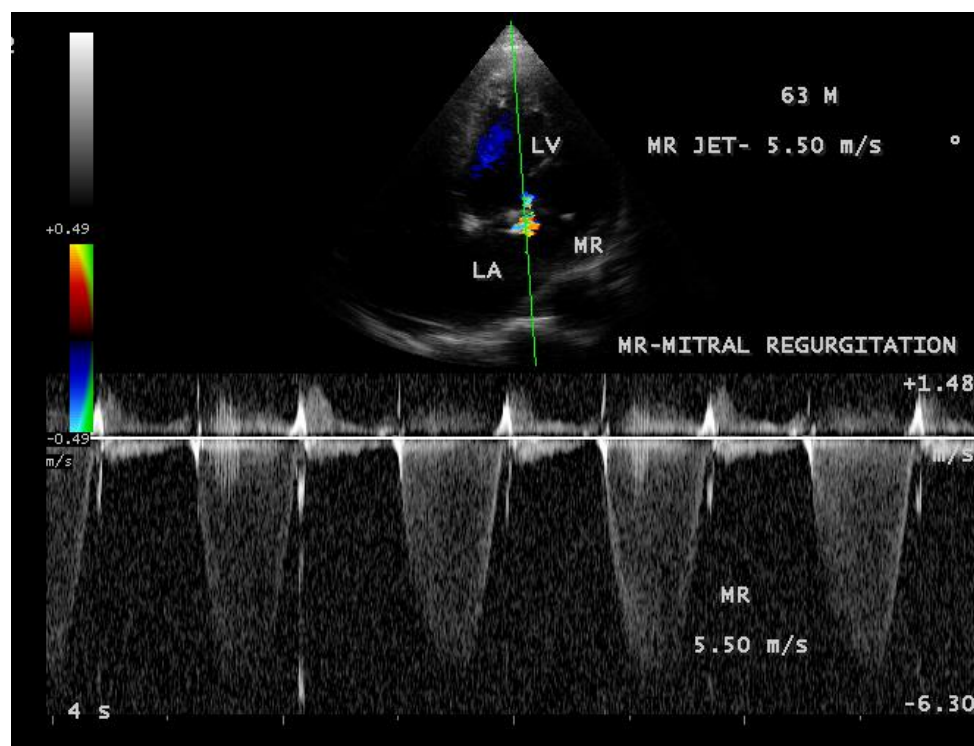 63 M
MR JET- 5.50 m/s °
LV
+0.49
MR
LA
MR-MITRAL REGURGITATION
+1.48
-0.49
m/s
m/s
MR
5.50 m/s
4 s
-6.30